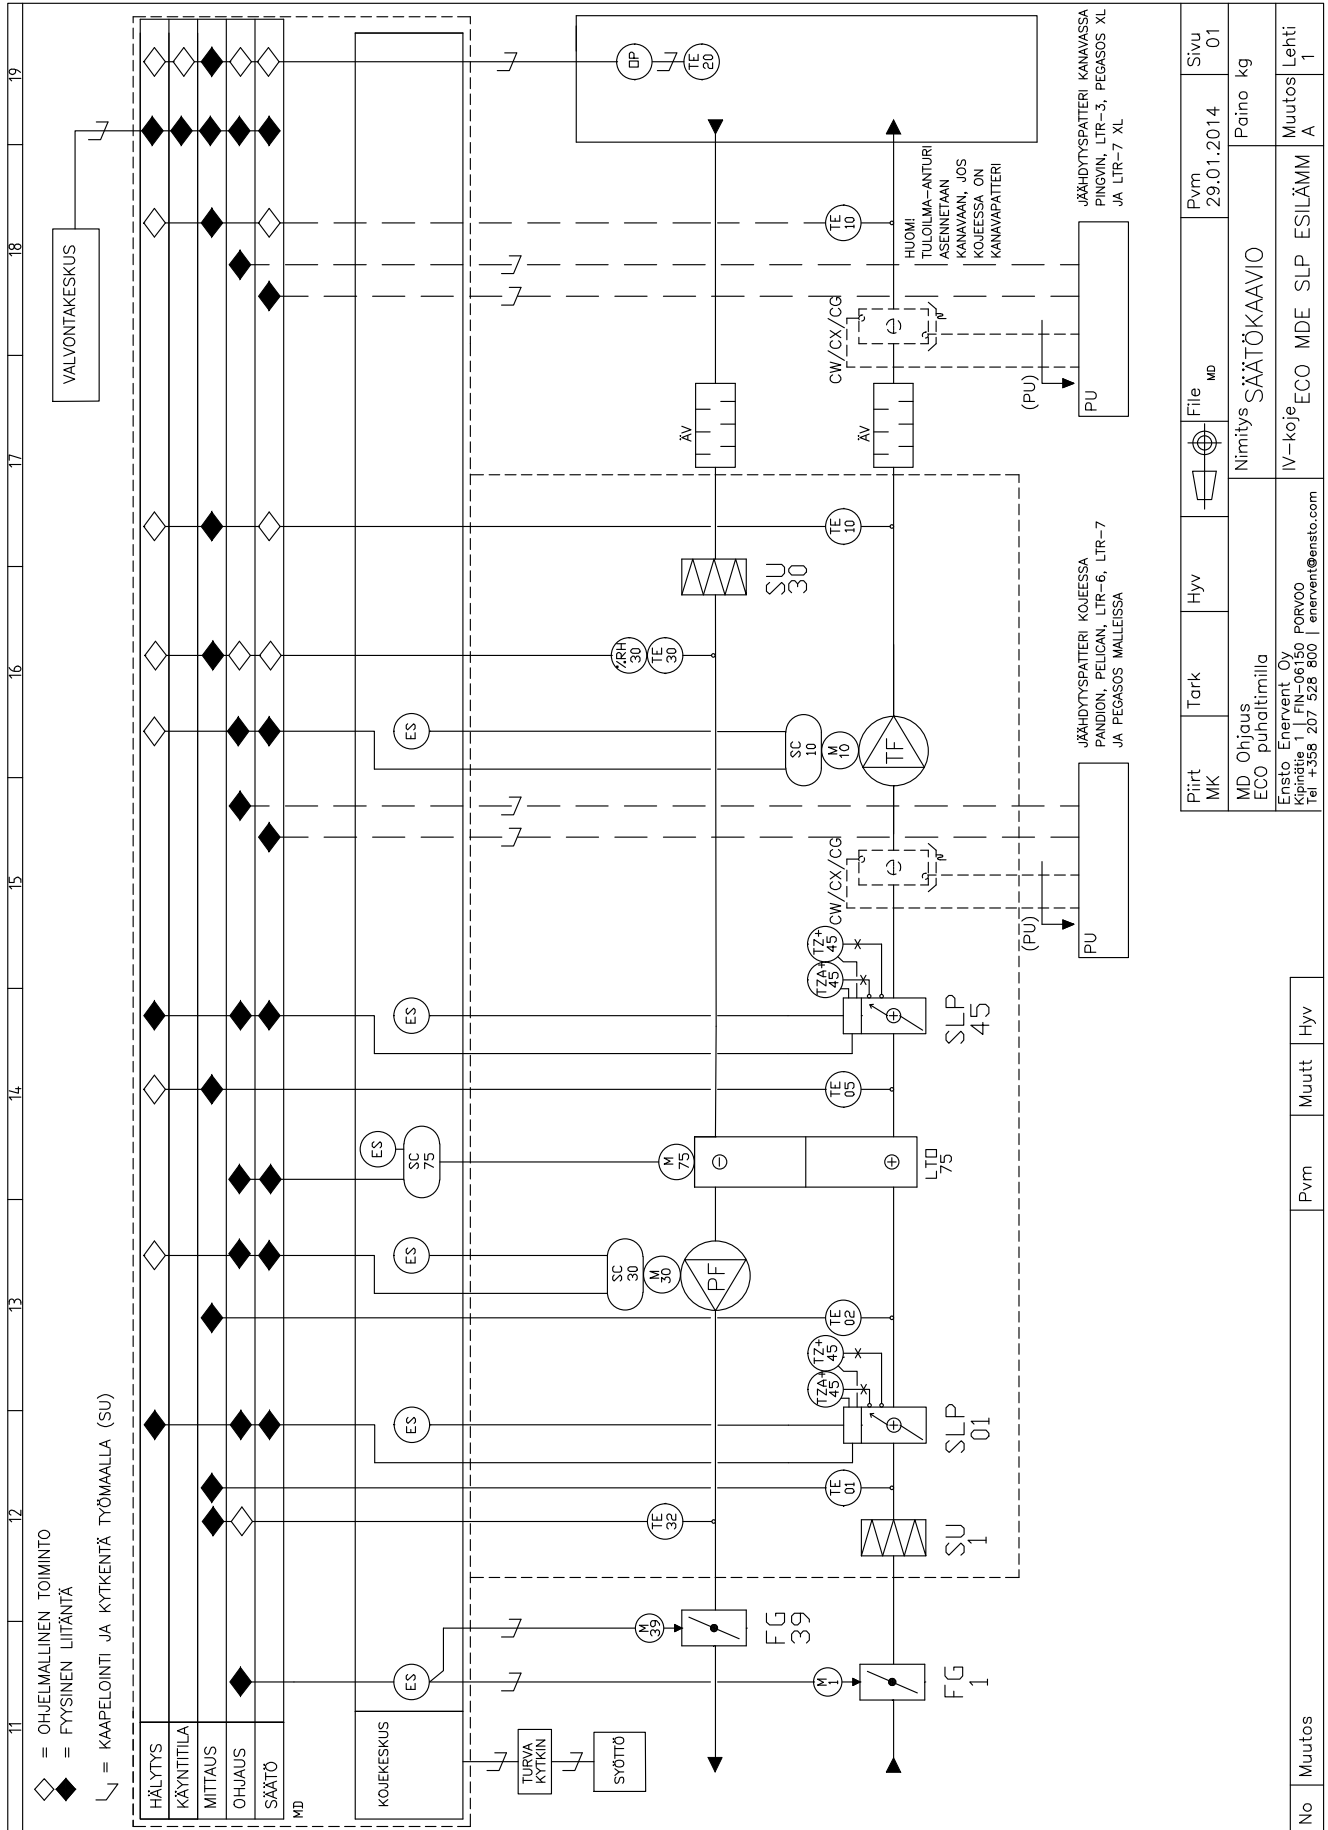 11
12
13
14
15
16
17
18
19
= OHJELMALLINEN TOIMINTO
= FYYSINEN LIITÄNTÄ
= KAAPELOINTI JA KYTKENTÄ TYÖMAALLA (SU)
VALVONTAKESKUS
HÄLYTYS
KÄYNTITILA
MITTAUS
OHJAUS
SÄÄTÖ
MD
KOJEKESKUS
ES
ES
ES
ES
SC
75
ES
ES
TURVA
KYTKIN
SYÖTTÖ
M
39
FG
39
TE
32
SC
30
M
30
PF
M
75
%RH
30
TE
30
SU
30
ÄV
DP
TE
20
M
1
FG
1
SU
1
TE
01
TZA+
45
TZ+
45
SLP
01
TE
02
LTO
75
TE
05
TZA+
45
TZ+
45
SLP
45
CW/CX/CG
(PU)
PU
SC
10
M
10
TF
TE
10
ÄV
CW/CX/CG
(PU)
PU
TE
10
HUOM!
TULOILMA-ANTURI
ASENNETAAN
KANAVAAN, JOS
KOJEESSA ON
KANAVAPATTERI
JÄÄHDYTYSPATTERI KOJEESSA
PANDION, PELICAN, LTR-6, LTR-7
JA PEGASOS MALLEISSA
JÄÄHDYTYSPATTERI KANAVASSA
PINGVIN, LTR-3, PEGASOS XL
JA LTR-7 XL
Piirt
MK
Tark
Hyv
File MD
Pvm
29.01.2014
Sivu
01
MD Ohjaus
ECO puhaltimilla
Nimitys SÄÄTÖKAAVIO
Paino kg
Ensto Enervent Oy
Kipinätie 1 | FIN-06150 PORVOO
Tel +358 207 528 800 | enervent@ensto.com
IV-koje ECO MDE SLP ESILÄMM
Muutos
A
Lehti
1
No
Muutos
Pvm
Muutt
Hyv